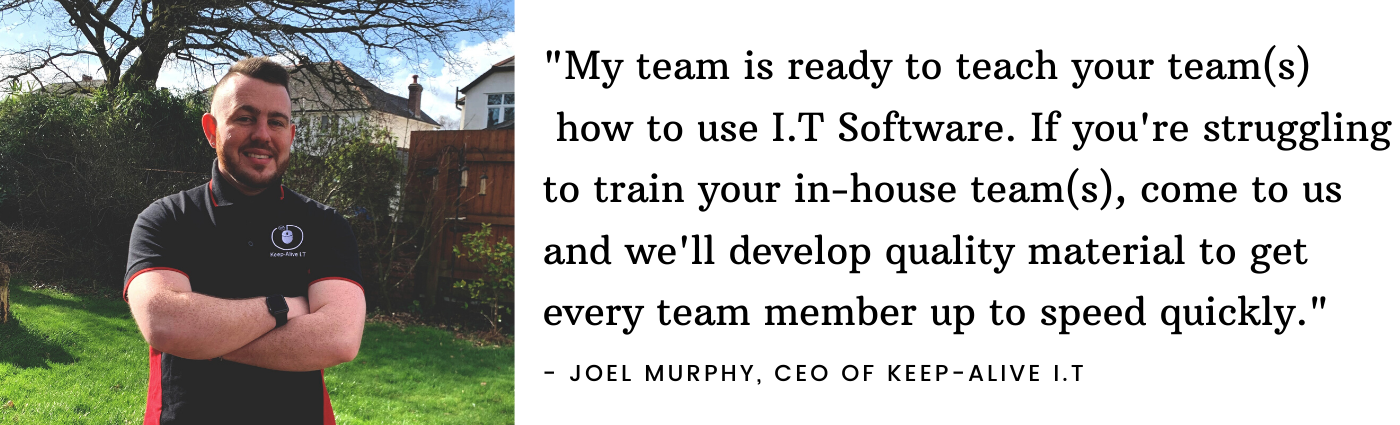 Keep-Alive I.T
"My team is ready to teach your team(s)
how to use I.T Software. If you're struggling
to train your in-house team(s), come to us
and we'll develop quality material to get
every team member up to speed quickly."
- JOEL MURPHY, CEO OF KEEP-ALIVE I.T